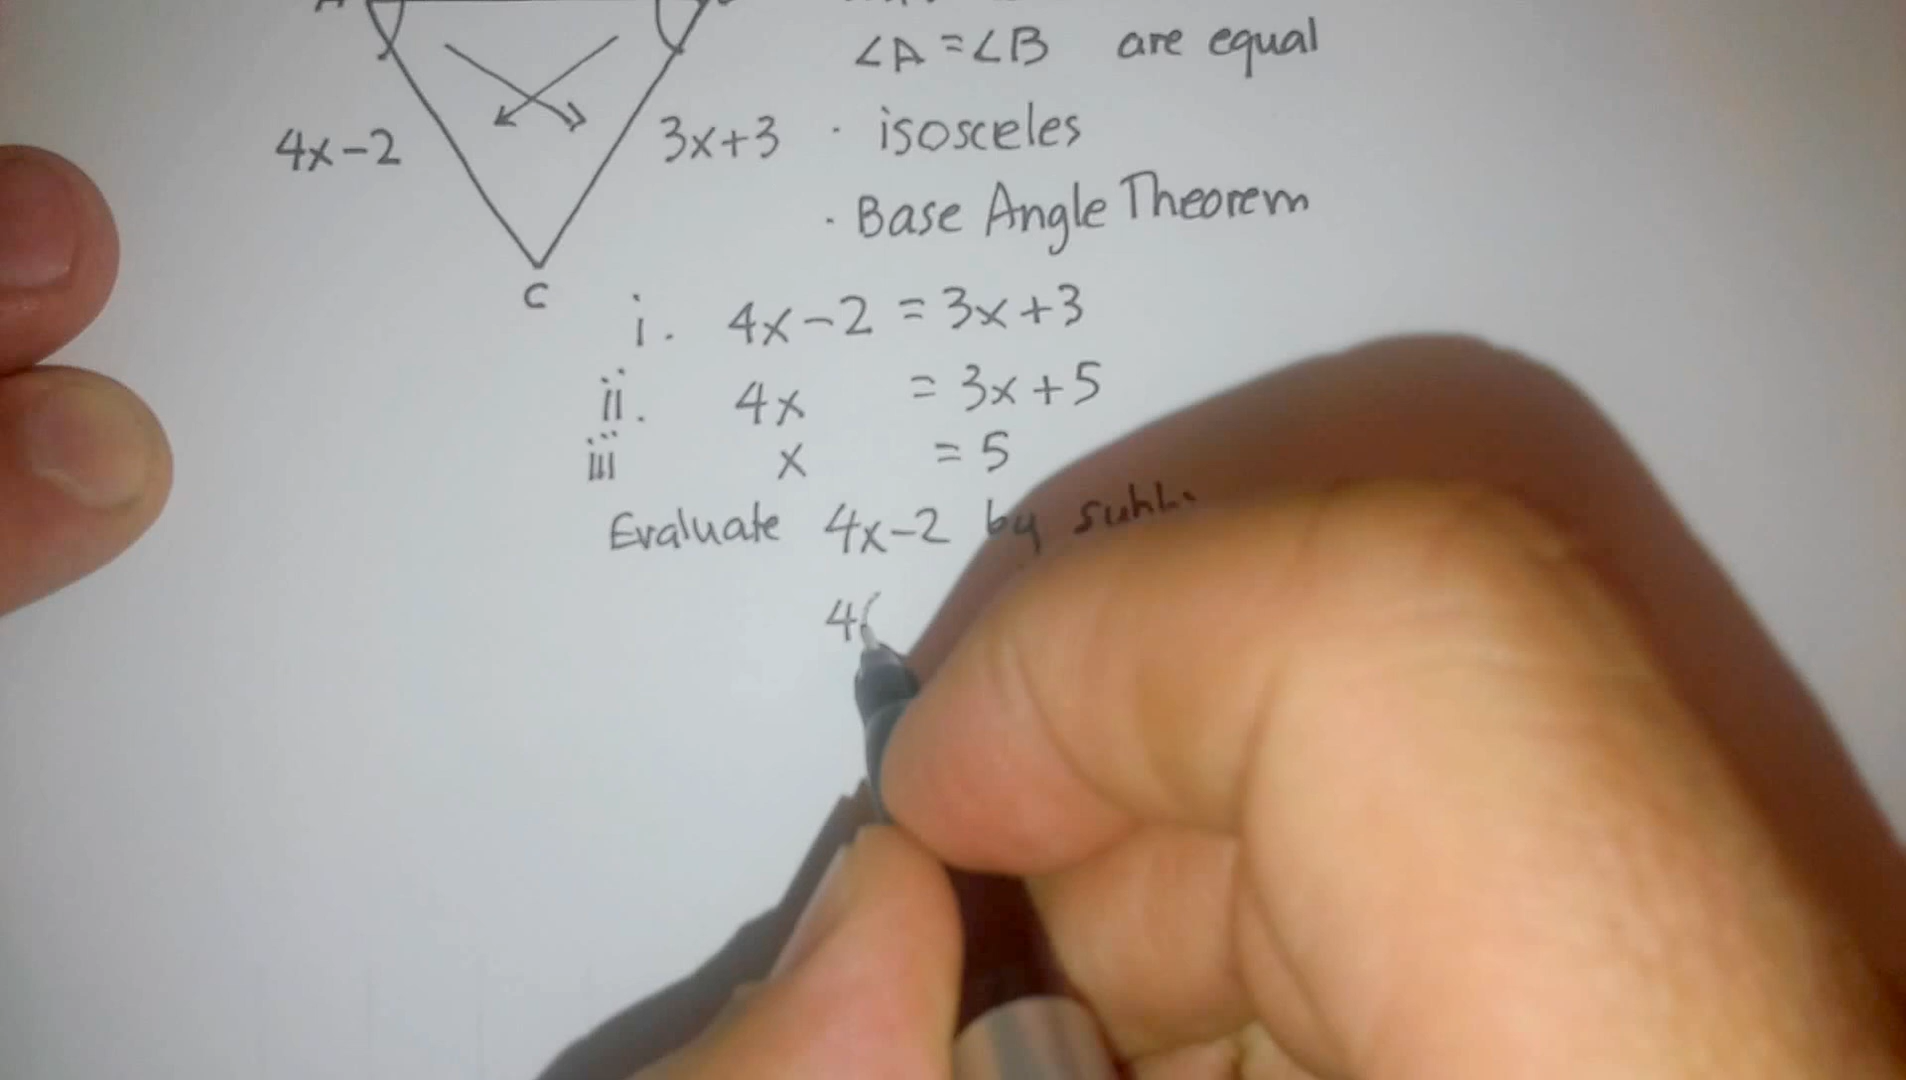 ∠A = ∠B are equal
4x-2
3x+3
· isosceles
· Base Angle Theorem
C
i. 4x-2 = 3x+3
ii. 4x = 3x+5
iii x = 5
Evaluate 4x-2 by
4(